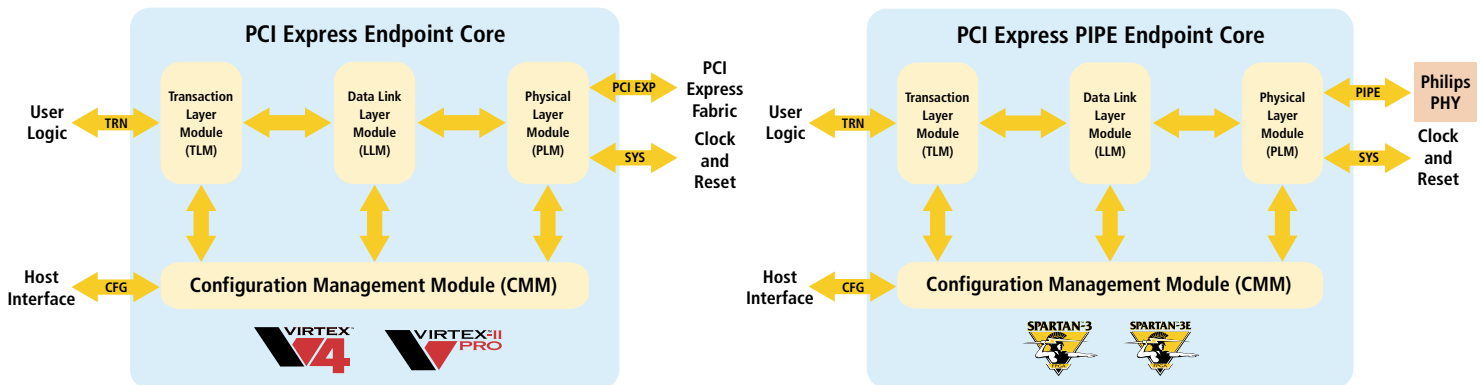 PCI Express Endpoint Core
User
Logic
TRN
Transaction
Layer
Module
(TLM)
Data Link
Layer
Module
(LLM)
Physical
Layer
Module
(PLM)
PCI EXP
PCI
Express
Fabric
SYS
Clock
and
Reset
Host
Interface
CFG
Configuration Management Module (CMM)
VIRTEX™
4
VIRTEX-II
PRO
PCI Express PIPE Endpoint Core
User
Logic
TRN
Transaction
Layer
Module
(TLM)
Data Link
Layer
Module
(LLM)
Physical
Layer
Module
(PLM)
PIPE
Philips
PHY
SYS
Clock
and
Reset
Host
Interface
CFG
Configuration Management Module (CMM)
SPARTAN-3
FPGA
SPARTAN-3E
FPGA